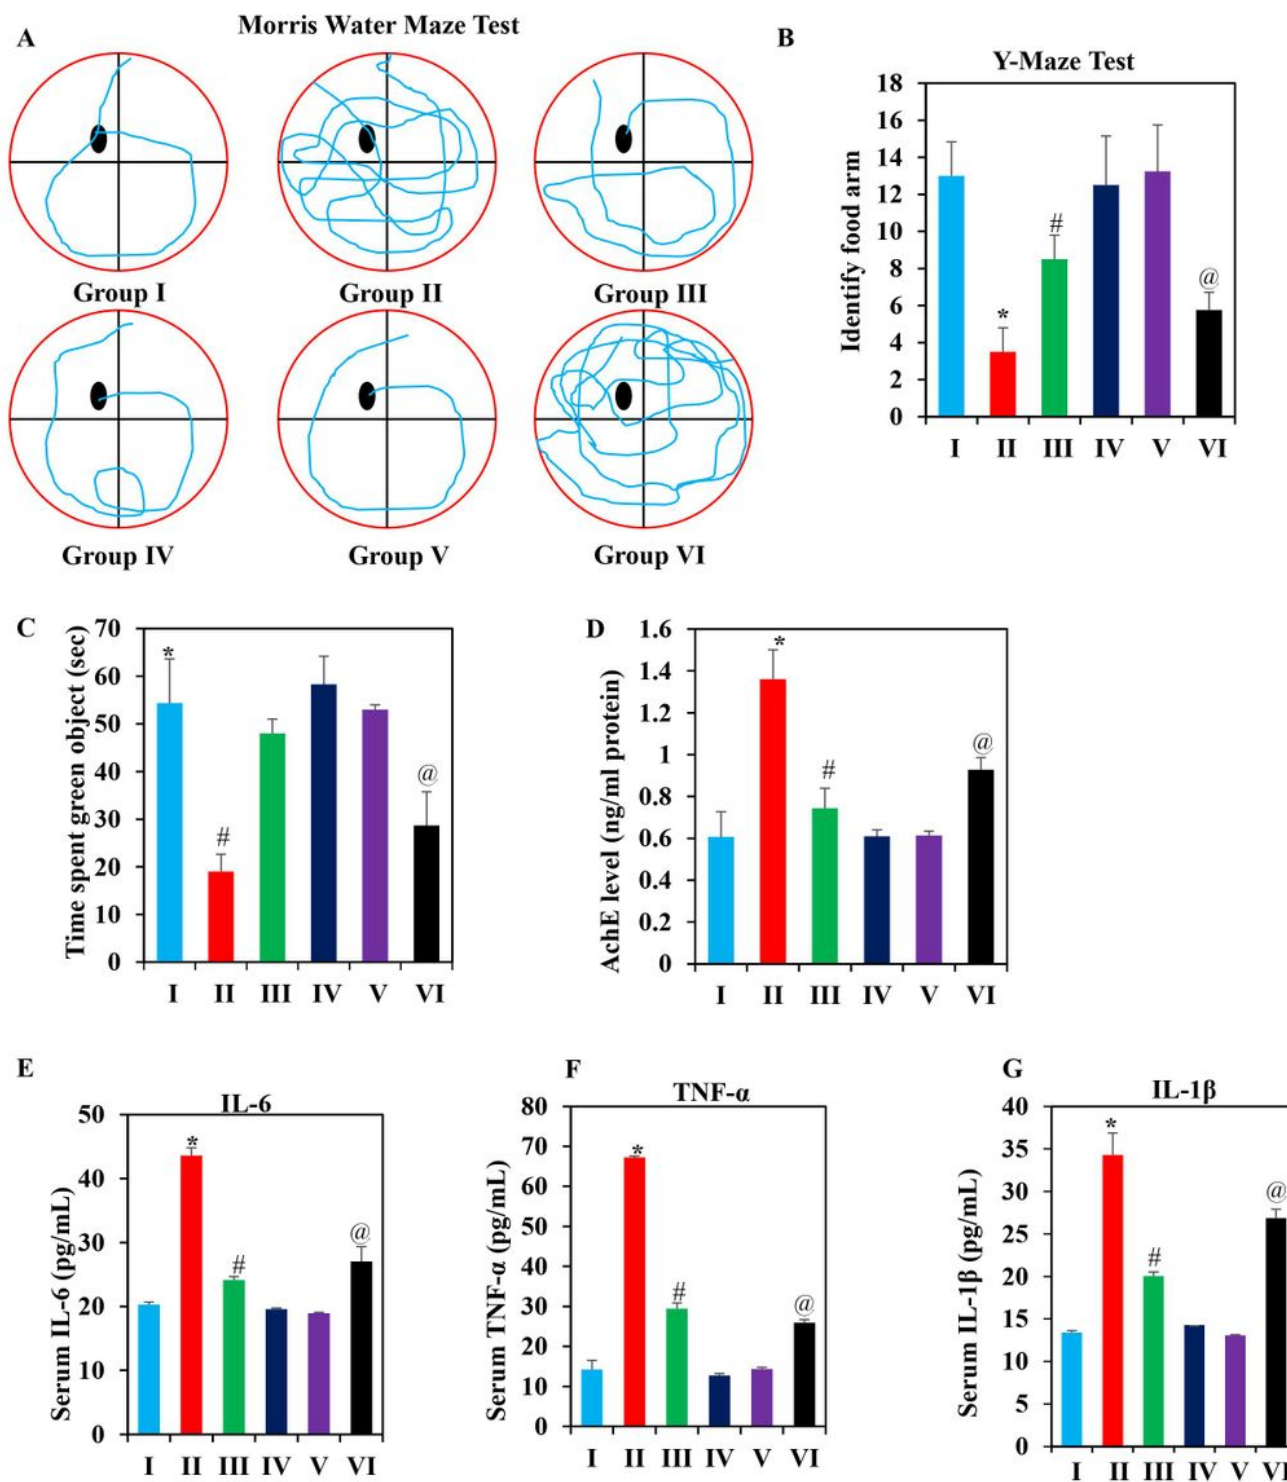 A
Morris Water Maze Test
Group I
Group II
Group III
Group IV
Group V
Group VI
B
Y-Maze Test
Identify food arm
18
16
14
12
10
8
6
4
2
0
*
#
@
I II III IV V VI
C
Time spent green object (sec)
70
60
50
40
30
20
10
0
*
#
@
I II III IV V VI
D
AchE level (ng/ml protein)
1.6
1.4
1.2
1
0.8
0.6
0.4
0.2
0
*
#
@
I II III IV V VI
E
IL-6
Serum IL-6 (pg/mL)
50
40
30
20
10
0
*
#
@
I II III IV V VI
F
TNF-α
Serum TNF-α (pg/mL)
80
70
60
50
40
30
20
10
0
*
#
@
I II III IV V VI
G
IL-1β
Serum IL-1β (pg/mL)
40
35
30
25
20
15
10
5
0
*
#
@
I II III IV V VI